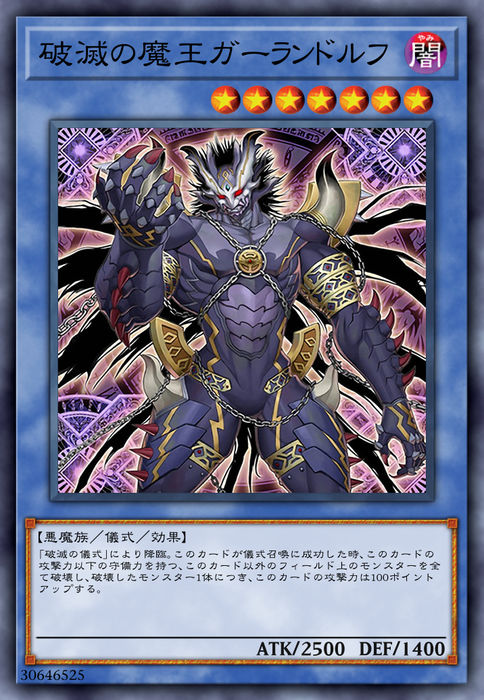 破滅の魔王ガーランドルフ
やみ
闇
【悪魔族／儀式／効果】
「破滅の儀式」により降臨。このカードが儀式召喚に成功した時、このカードの
攻撃力以下の守備力を持つ、このカード以外のフィールド上のモンスターを全
て破壊し、破壊したモンスター1体につき、このカードの攻撃力は100ポイント
アップする。
ATK/2500 DEF/1400
30646525